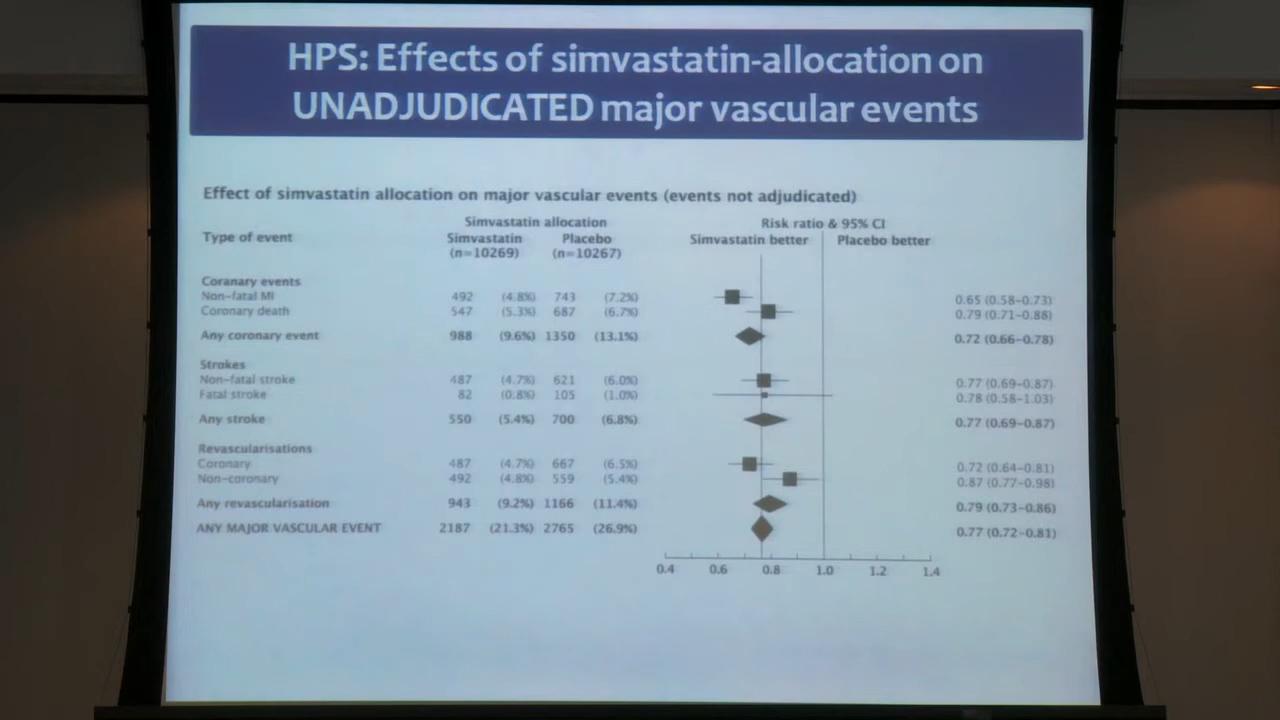 HPS: Effects of simvastatin-allocation on
UNADJUDICATED major vascular events
Effect of simvastatin allocation on major vascular events (events not adjudicated)
Simvastatin allocation
Risk ratio & 95% CI
Type of event Simvastatin Placebo Simvastatin better Placebo better
(n=10269) (n=10267)
Coranary events
Non-fatal MI 492 (4.8%) 743 (7.2%) 0.65 (0.58-0.73)
Coronary death 547 (5.3%) 687 (6.7%) 0.79 (0.71-0.88)
Any coronary event 988 (9.6%) 1350 (13.1%) 0.72 (0.66-0.78)
Strokes
Non-fatal stroke 487 (4.7%) 621 (6.0%) 0.77 (0.69-0.87)
Fatal stroke 82 (0.8%) 105 (1.0%) 0.78 (0.58-1.03)
Any stroke 550 (5.4%) 700 (6.8%) 0.77 (0.69-0.87)
Revascularisations
Coronary 487 (4.7%) 667 (6.5%) 0.72 (0.64-0.81)
Non-coronary 492 (4.8%) 559 (5.4%) 0.87 (0.77-0.98)
Any revascularisation 943 (9.2%) 1166 (11.4%) 0.79 (0.73-0.86)
ANY MAJOR VASCULAR EVENT 2187 (21.3%) 2765 (26.9%) 0.77 (0.72-0.81)
0.4 0.6 0.8 1.0 1.2 1.4